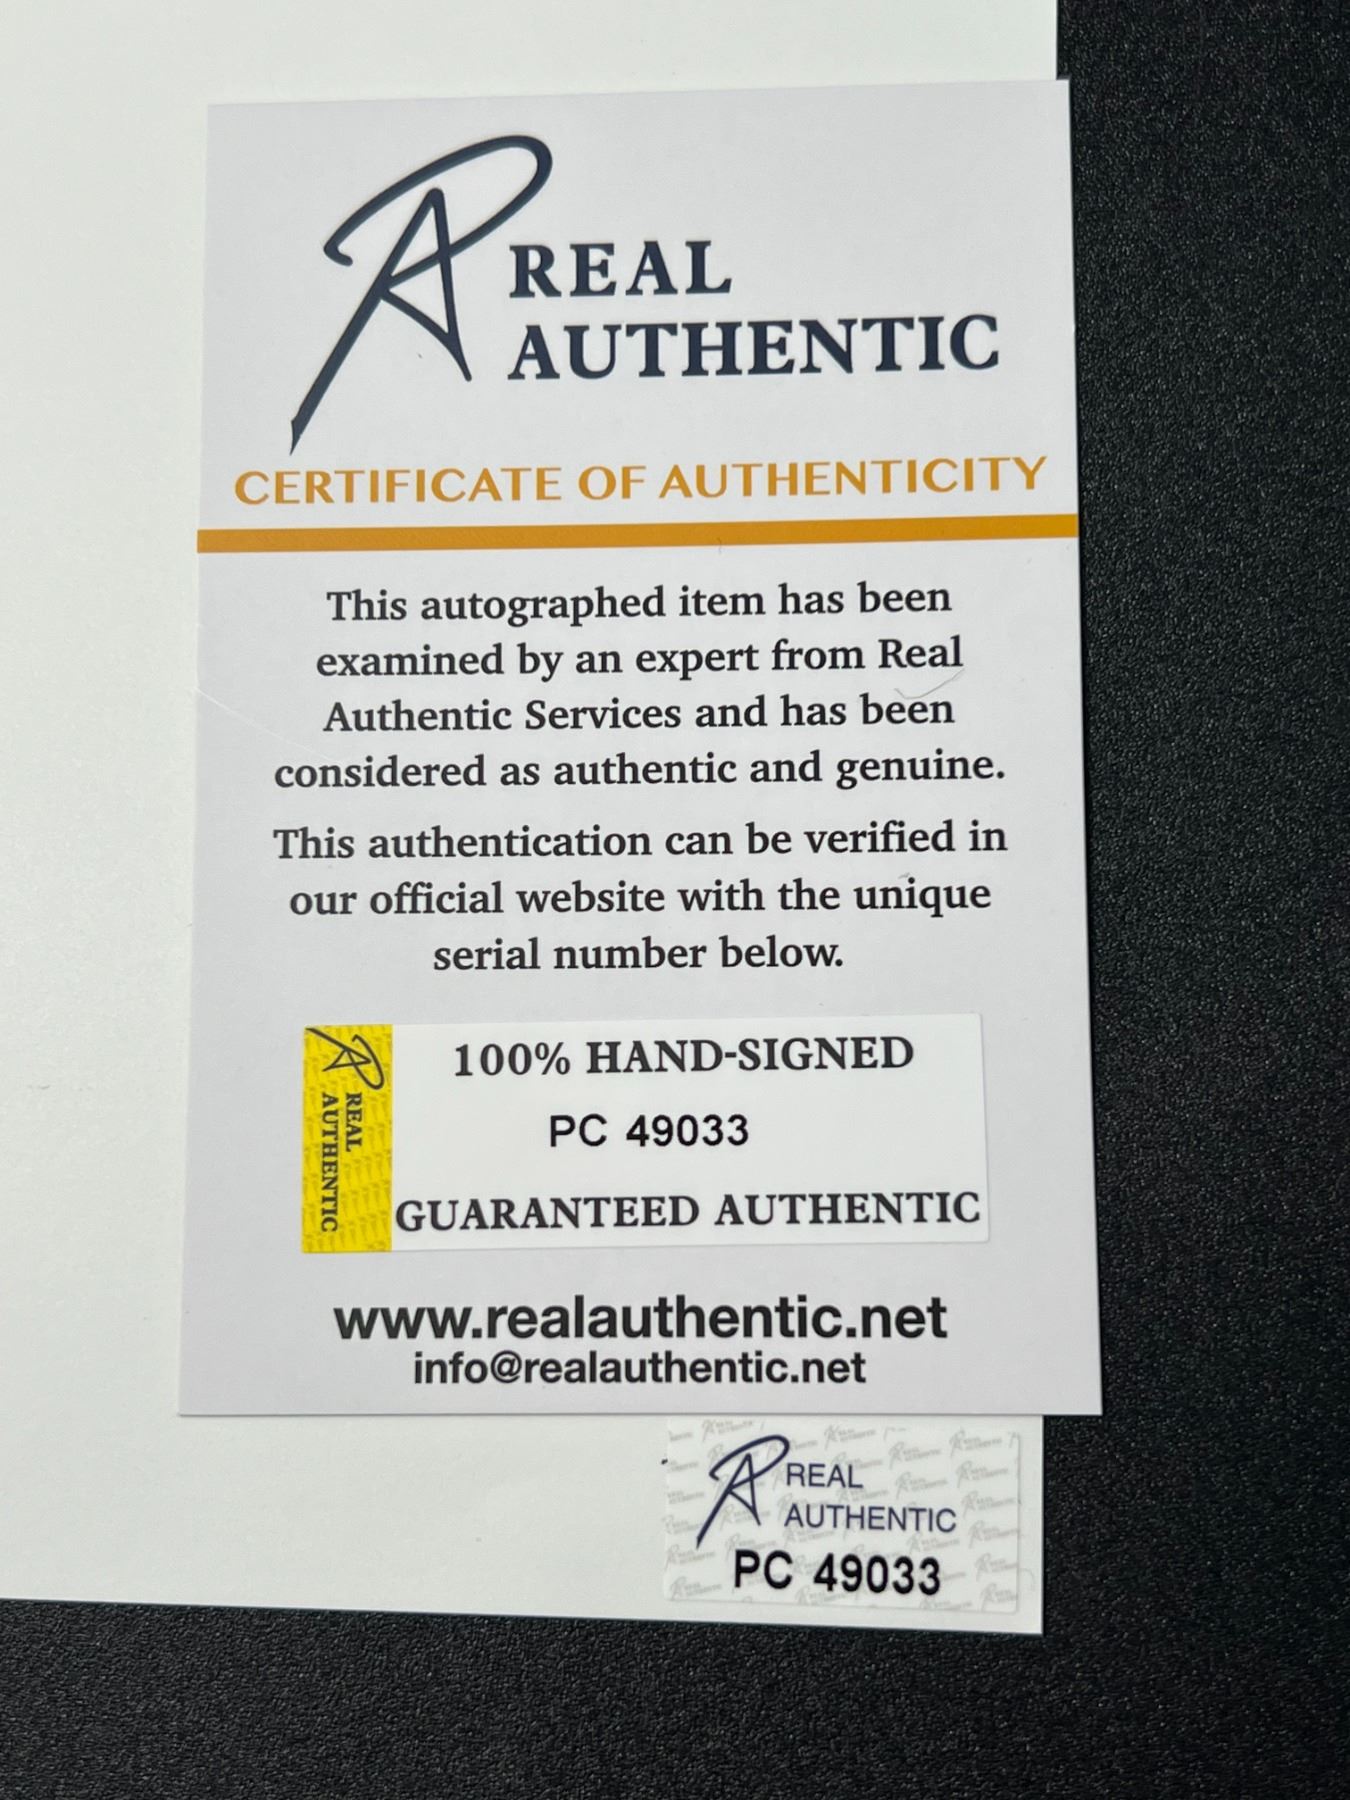 REAL
AUTHENTIC
CERTIFICATE OF AUTHENTICITY
This autographed item has been
examined by an expert from Real
Authentic Services and has been
considered as authentic and genuine.
This authentication can be verified in
our official website with the unique
serial number below.
REAL
AUTHENTIC
100% HAND-SIGNED
PC 49033
GUARANTEED AUTHENTIC
www.realauthentic.net
info@realauthentic.net
REAL
AUTHENTIC
PC 49033